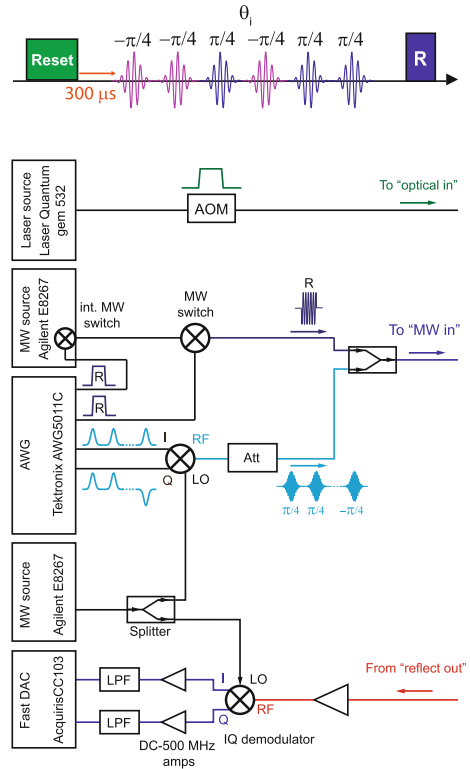 θi
−π/4 −π/4 π/4 −π/4 π/4 π/4
Reset
R
300 μs
Laser source
Laser Quantum
gem 532
AOM
To “optical in”
MW source
Agilent E8267
int. MW
switch
MW
switch
R
To “MW in”
R
R
AWG
Tektronix AWG5011C
I
RF
Q
LO
Att
π/4 π/4 −π/4
MW source
Agilent E8267
Splitter
Fast DAC
AcquirisCC103
LPF
LPF
I
Q
LO
RF
From “reflect out”
DC-500 MHz
amps
IQ demodulator